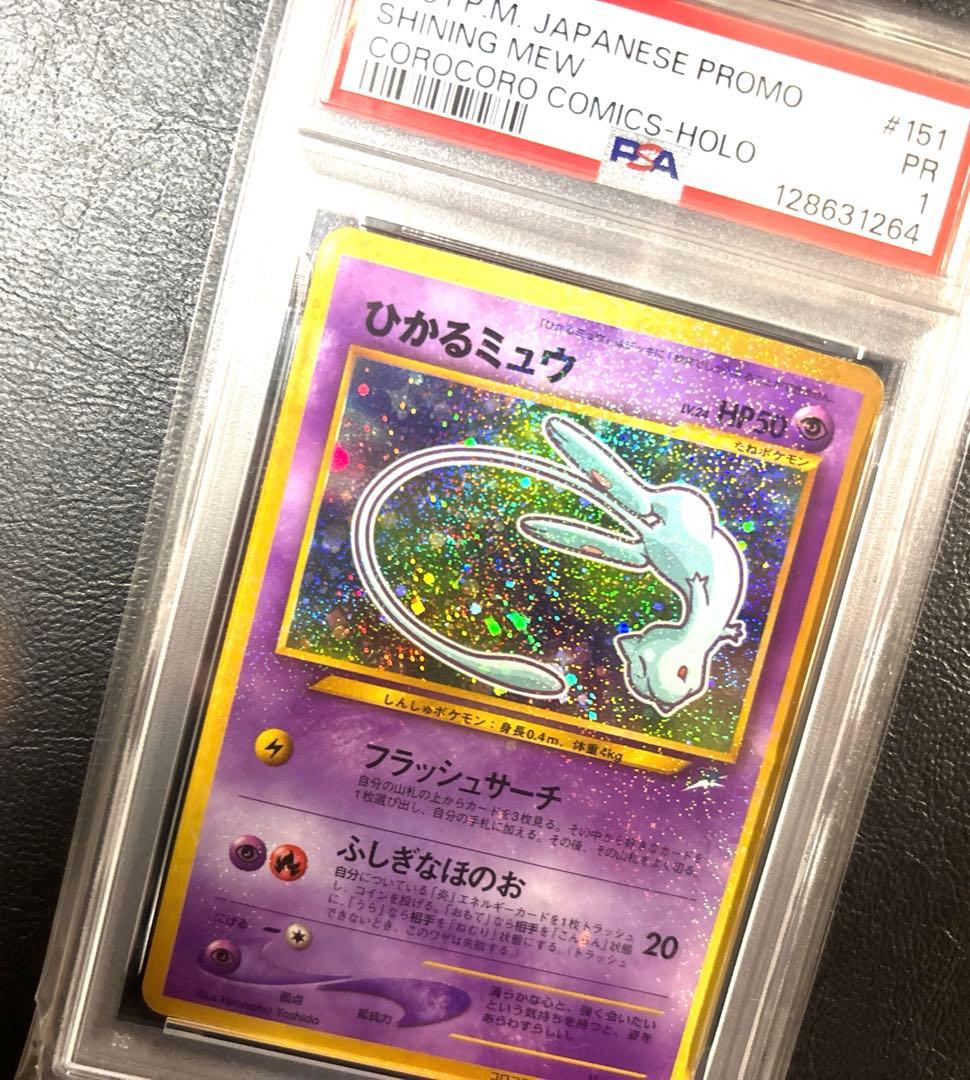 P.M. JAPANESE PROMO #151
SHINING MEW PR
COROCORO COMICS-HOLO 1
PSA 128631264
ひかるミュウ
LV.24 HP50
たねポケモン
しんしゅポケモン：身長0.4m、体重4kg
フラッシュサーチ
自分の山札の上からカードを3枚見る。その中から好きなカードを
1枚選び出し、自分の手札に加える。その後、その山札をよく切る。
ふしぎなほのお
20
自分についている「炎」エネルギーカードを1枚トラッシュ
し、コインを投げる。「おもて」なら相手を「こんらん」状態
に、「うら」なら相手を「ねむり」状態にする。（トラッシュ
できないとき、このワザは失敗する。）
にげる
弱点
抵抗力
清らかな心と、強く会いたい
という気持ちを持つと、姿を
あらわすらしい。
Illus. Hironobu Yoshida